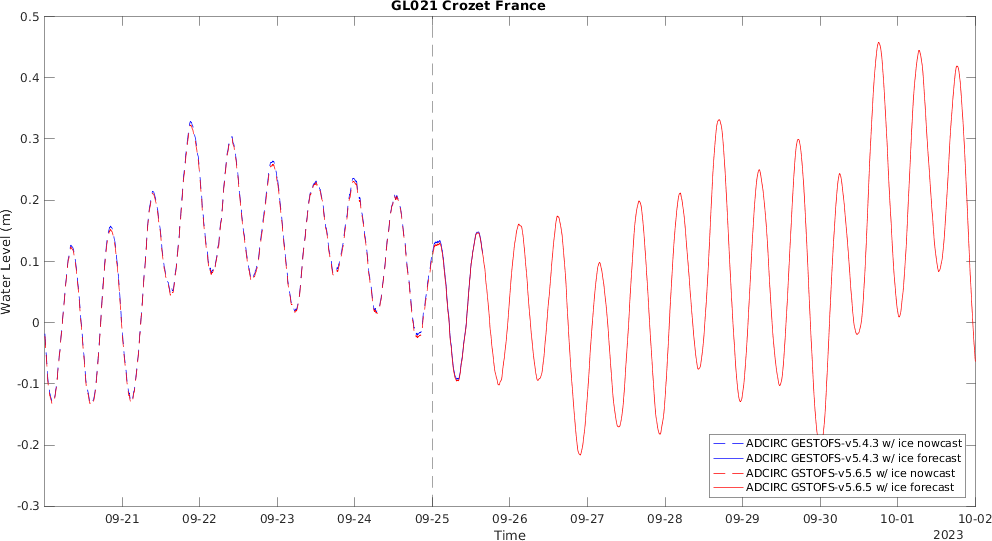 GL021 Crozet France
0.5
0.4
0.3
0.2
0.1
0
-0.1
-0.2
-0.3
Water Level (m)
ADCIRC GESTOFS-v5.4.3 w/ ice nowcast
ADCIRC GESTOFS-v5.4.3 w/ ice forecast
ADCIRC GSTOFS-v5.6.5 w/ ice nowcast
ADCIRC GSTOFS-v5.6.5 w/ ice forecast
09-21 09-22 09-23 09-24 09-25 09-26 09-27 09-28 09-29 09-30 10-01 10-02
Time
2023